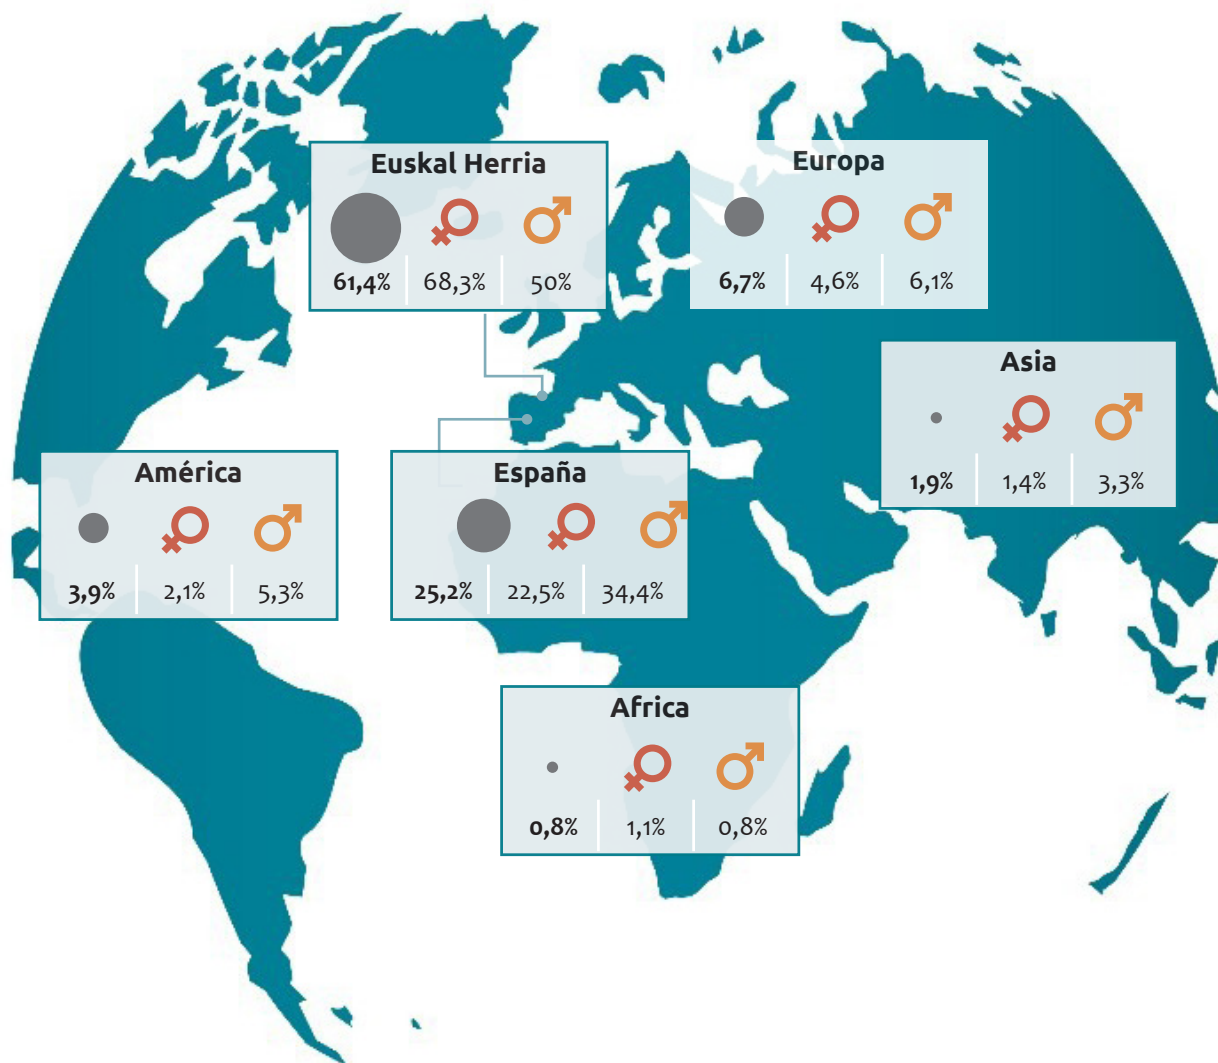 Euskal Herria
61,4% 68,3% 50%
Europa
6,7% 4,6% 6,1%
Asia
1,9% 1,4% 3,3%
América
3,9% 2,1% 5,3%
España
25,2% 22,5% 34,4%
Africa
0,8% 1,1% 0,8%